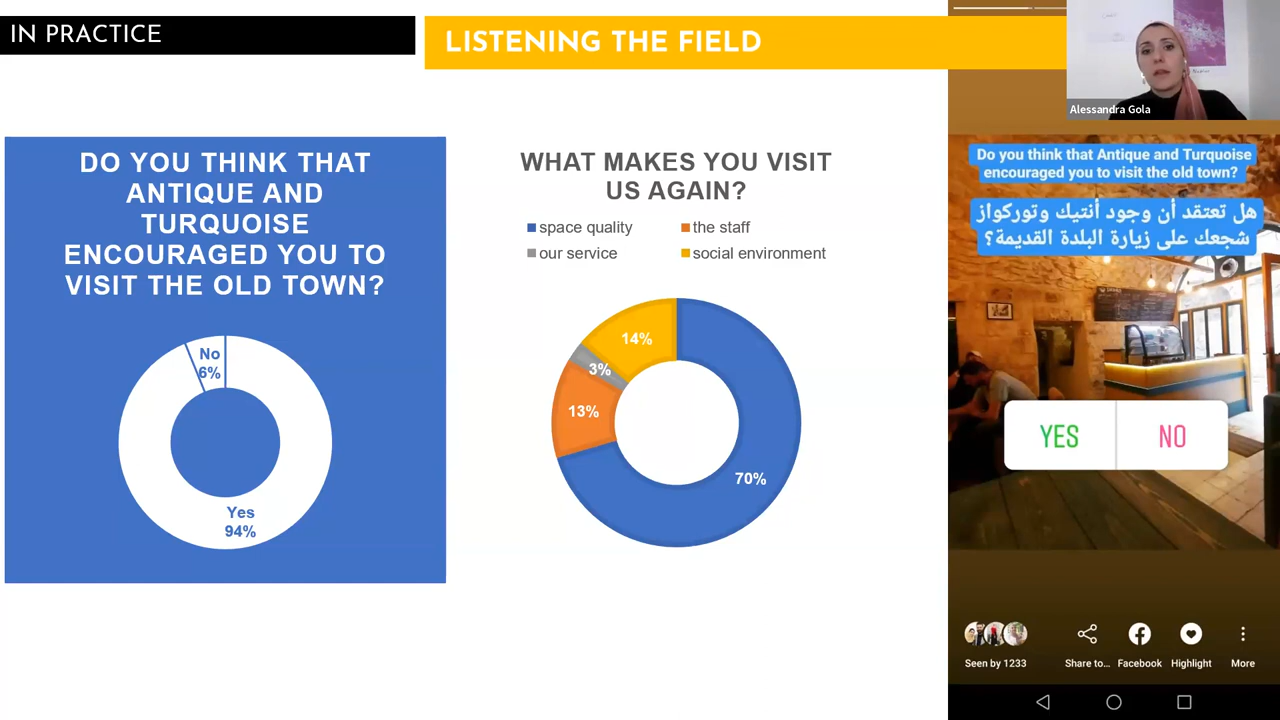 IN PRACTICE
LISTENING THE FIELD
DO YOU THINK THAT
ANTIQUE AND
TURQUOISE
ENCOURAGED YOU TO
VISIT THE OLD TOWN?
No
6%
Yes
94%
WHAT MAKES YOU VISIT
US AGAIN?
space quality
the staff
our service
social environment
14%
3%
13%
70%
Alessandra Gola
Do you think that Antique and Turquoise
encouraged you to visit the old town?
هل تعتقد أن وجود أنتيك وتوركواز
شجعك على زيارة البلدة القديمة؟
YES
NO
Seen by 1233
Share to...
Facebook
Highlight
More